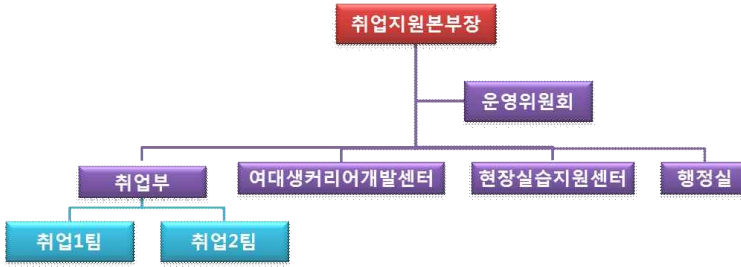 취업지원본부장
운영위원회
취업부
여대생커리어개발센터
현장실습지원센터
행정실
취업1팀
취업2팀